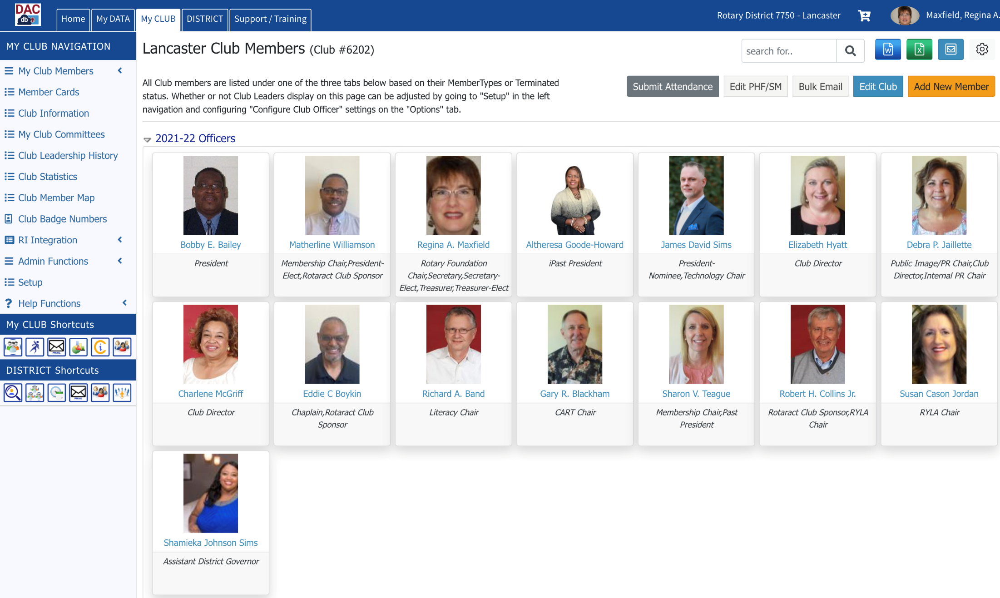 DAC
db
Home
My DATA
My CLUB
DISTRICT
Support / Training
Rotary District 7750 - Lancaster
Maxfield, Regina A.
MY CLUB NAVIGATION
My Club Members
Member Cards
Club Information
My Club Committees
Club Leadership History
Club Statistics
Club Member Map
Club Badge Numbers
RI Integration
Admin Functions
Setup
Help Functions
My CLUB Shortcuts
PMAIL
DISTRICT Shortcuts
PMAIL
Lancaster Club Members (Club #6202)
search for..
All Club members are listed under one of the three tabs below based on their MemberTypes or Terminated
status. Whether or not Club Leaders display on this page can be adjusted by going to "Setup" in the left
navigation and configuring "Configure Club Officer" settings on the "Options" tab.
Submit Attendance
Edit PHF/SM
Bulk Email
Edit Club
Add New Member
2021-22 Officers
Bobby E. Bailey
President
Matherline Williamson
Membership Chair,President-
Elect,Rotaract Club Sponsor
Regina A. Maxfield
Rotary Foundation
Chair,Secretary,Secretary-
Elect,Treasurer,Treasurer-Elect
Altheresa Goode-Howard
iPast President
James David Sims
President-
Nominee,Technology Chair
Elizabeth Hyatt
Club Director
Debra P. Jaillette
Public Image/PR Chair,Club
Director,Internal PR Chair
Charlene McGriff
Club Director
Eddie C Boykin
Chaplain,Rotaract Club
Sponsor
Richard A. Band
Literacy Chair
Gary R. Blackham
CART Chair
Sharon V. Teague
Membership Chair,Past
President
Robert H. Collins Jr.
Rotaract Club Sponsor,RYLA
Chair
Susan Cason Jordan
RYLA Chair
Shamieka Johnson Sims
Assistant District Governor